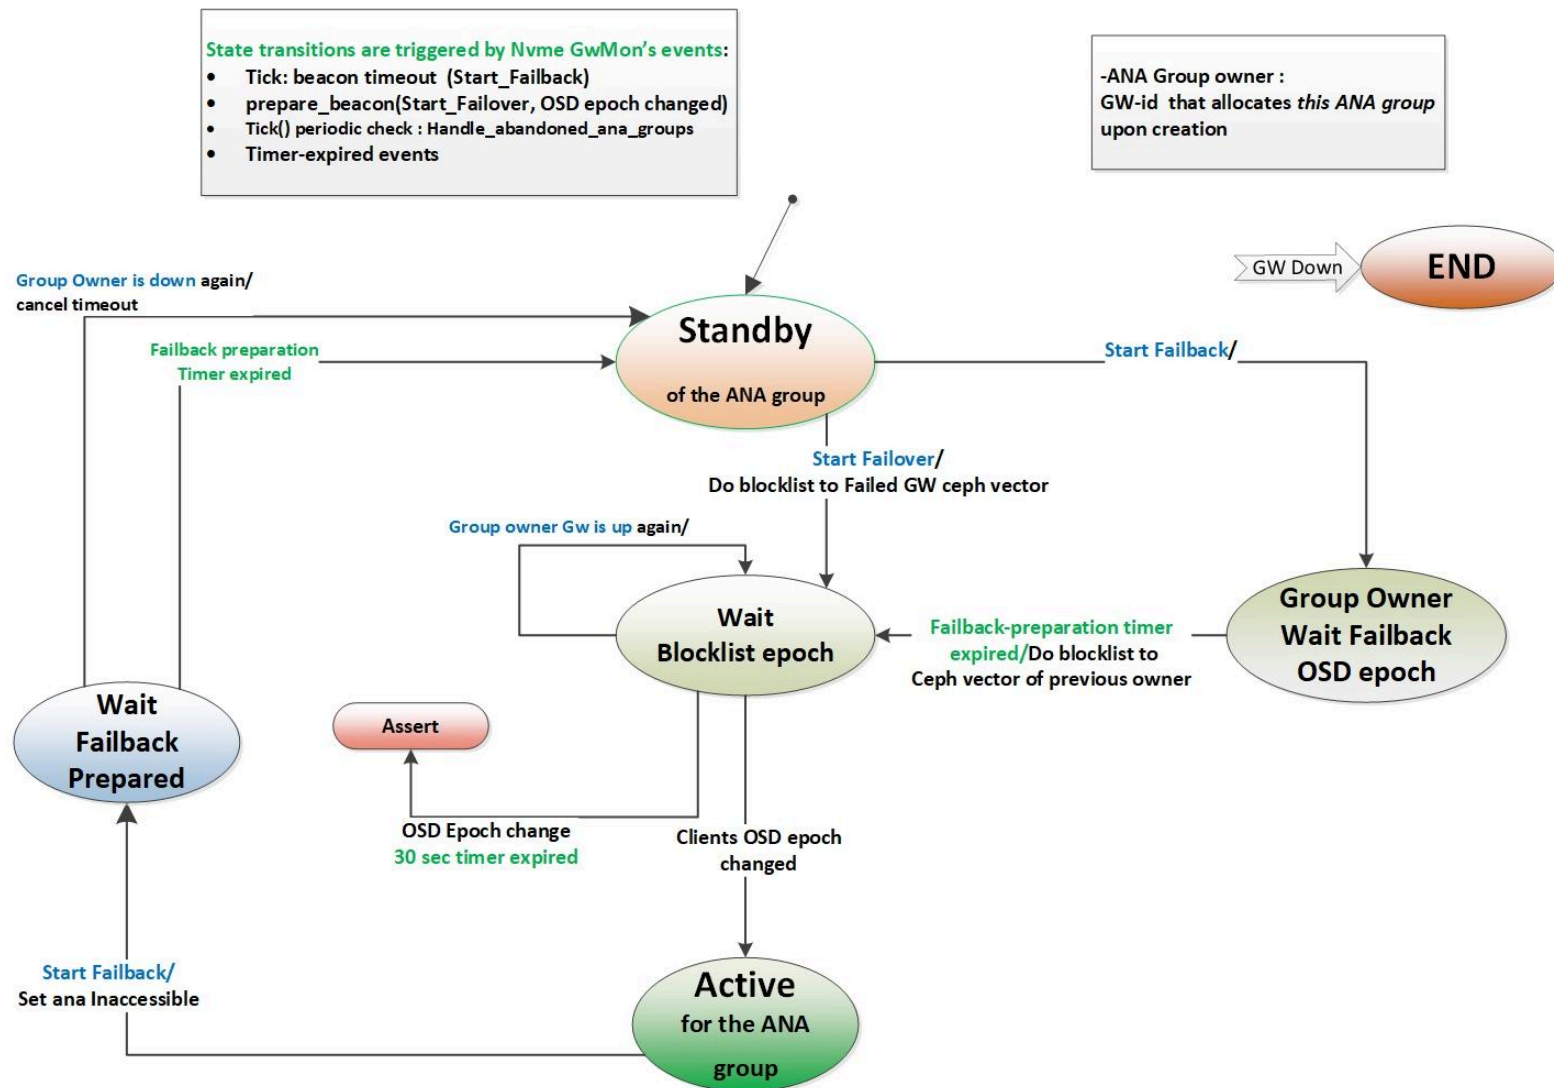 State transitions are triggered by Nvme GwMon's events:
• Tick: beacon timeout (Start_Failback)
• prepare_beacon(Start_Failover, OSD epoch changed)
• Tick() periodic check : Handle_abandoned_ana_groups
• Timer-expired events
-ANA Group owner :
GW-id that allocates this ANA group
upon creation
GW Down
END
Group Owner is down again/
cancel timeout
Failback preparation
Timer expired
Standby
of the ANA group
Start Failback/
Start Failover/
Do blocklist to Failed GW ceph vector
Group owner Gw is up again/
Wait
Blocklist epoch
Failback-preparation timer
expired/Do blocklist to
Ceph vector of previous owner
Group Owner
Wait Failback
OSD epoch
Wait
Failback
Prepared
Assert
OSD Epoch change
30 sec timer expired
Clients OSD epoch
changed
Start Failback/
Set ana Inaccessible
Active
for the ANA
group